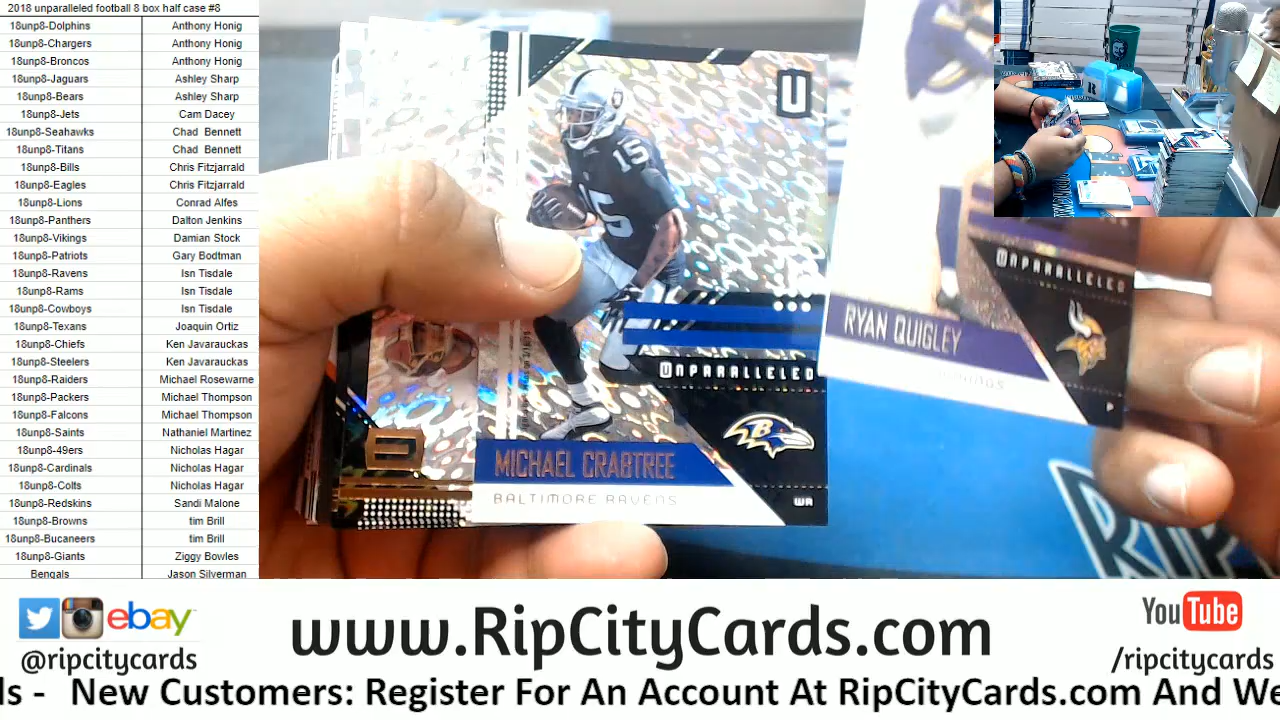 2018 unparalleled football 8 box half case #8
18unp8-Dolphins Anthony Honig
18unp8-Chargers Anthony Honig
18unp8-Broncos Anthony Honig
18unp8-Jaguars Ashley Sharp
18unp8-Bears Ashley Sharp
18unp8-Jets Cam Dacey
18unp8-Seahawks Chad Bennett
18unp8-Titans Chad Bennett
18unp8-Bills Chris Fitzjarrald
18unp8-Eagles Chris Fitzjarrald
18unp8-Lions Conrad Alfes
18unp8-Panthers Dalton Jenkins
18unp8-Vikings Damian Stock
18unp8-Patriots Gary Bodtman
18unp8-Ravens Isn Tisdale
18unp8-Rams Isn Tisdale
18unp8-Cowboys Isn Tisdale
18unp8-Texans Joaquin Ortiz
18unp8-Chiefs Ken Javarauckas
18unp8-Steelers Ken Javarauckas
18unp8-Raiders Michael Rosewarne
18unp8-Packers Michael Thompson
18unp8-Falcons Michael Thompson
18unp8-Saints Nathaniel Martinez
18unp8-49ers Nicholas Hagar
18unp8-Cardinals Nicholas Hagar
18unp8-Colts Nicholas Hagar
18unp8-Redskins Sandi Malone
18unp8-Browns tim Brill
18unp8-Bucaneers tim Brill
18unp8-Giants Ziggy Bowles
Bengals Jason Silverman
U
15
15
UNPARALLELED
MICHAEL CRABTREE
BALTIMORE RAVENS
WR
UNPARALLELED
RYAN QUIGLEY
P
RIP
ebay
@ripcitycards
www.RipCityCards.com
YouTube
/ripcitycards
ls - New Customers: Register For An Account At RipCityCards.com And We